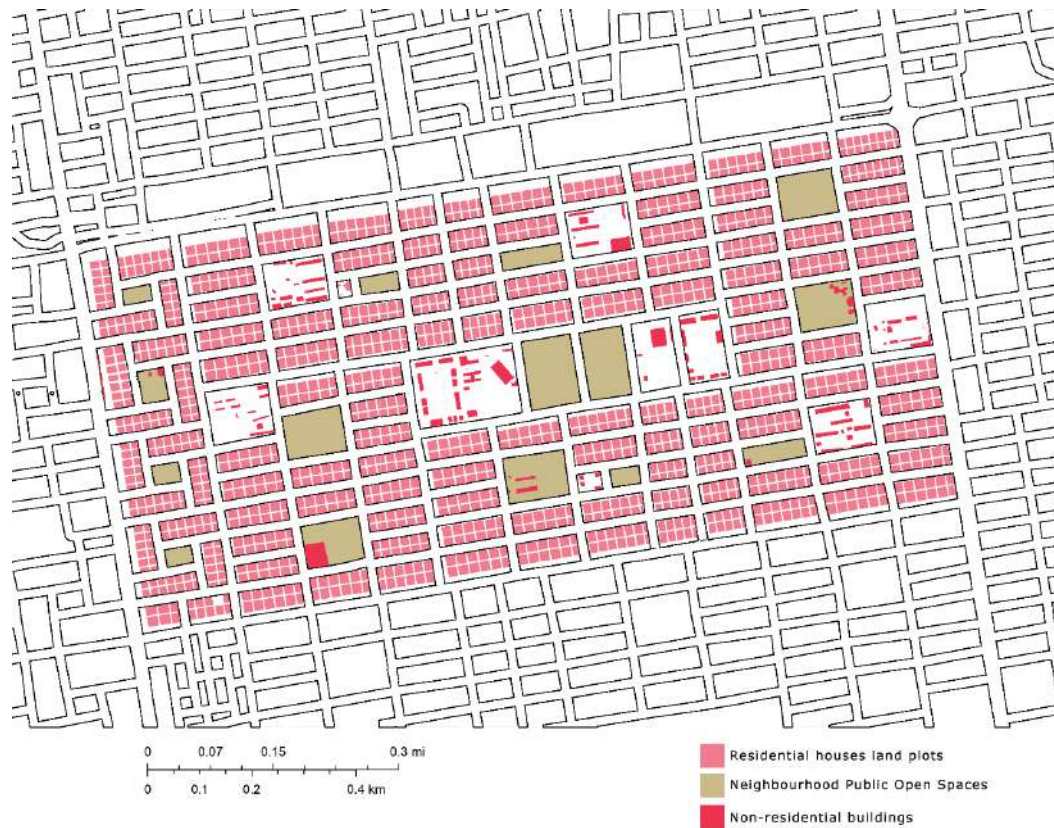 0 0.07 0.15 0.3 mi
0 0.1 0.2 0.4 km
Residential houses land plots
Neighbourhood Public Open Spaces
Non-residential buildings